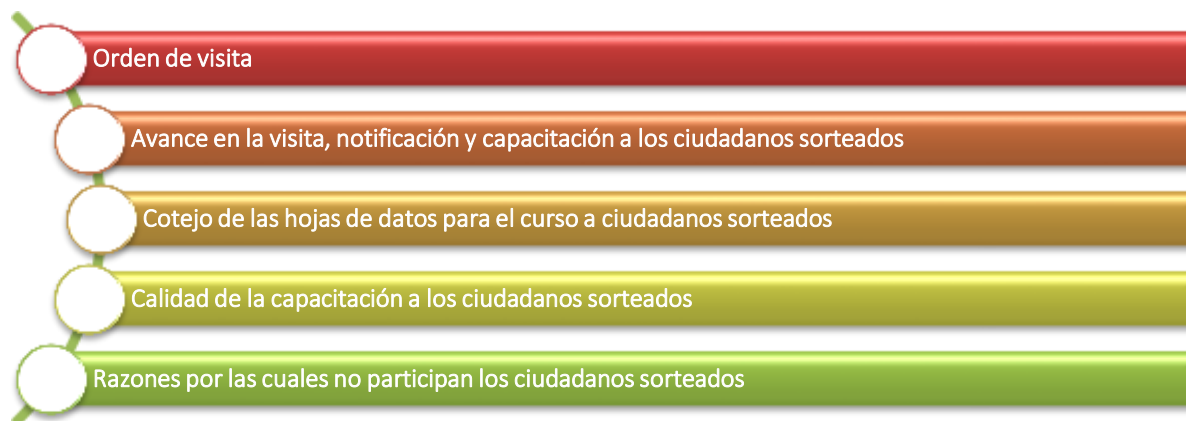 Orden de visita
Avance en la visita, notificación y capacitación a los ciudadanos sorteados
Cotejo de las hojas de datos para el curso a ciudadanos sorteados
Calidad de la capacitación a los ciudadanos sorteados
Razones por las cuales no participan los ciudadanos sorteados